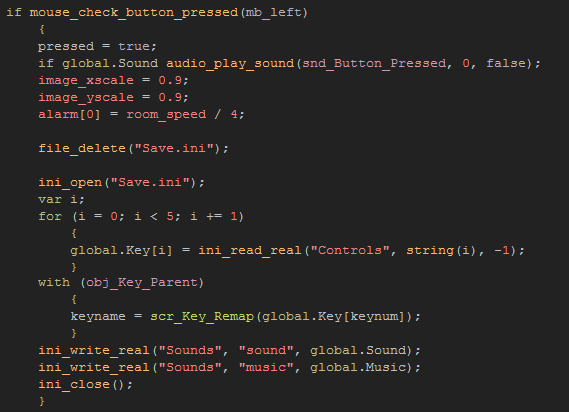 if mouse_check_button_pressed(mb_left)
{
pressed = true;
if global.Sound audio_play_sound(snd_Button_Pressed, 0, false);
image_xscale = 0.9;
image_yscale = 0.9;
alarm[0] = room_speed / 4;
file_delete("Save.ini");
ini_open("Save.ini");
var i;
for (i = 0; i < 5; i += 1)
{
global.Key[i] = ini_read_real("Controls", string(i), -1);
}
with (obj_Key_Parent)
{
keyname = scr_Key_Remap(global.Key[keynum]);
}
ini_write_real("Sounds", "sound", global.Sound);
ini_write_real("Sounds", "music", global.Music);
ini_close();
}